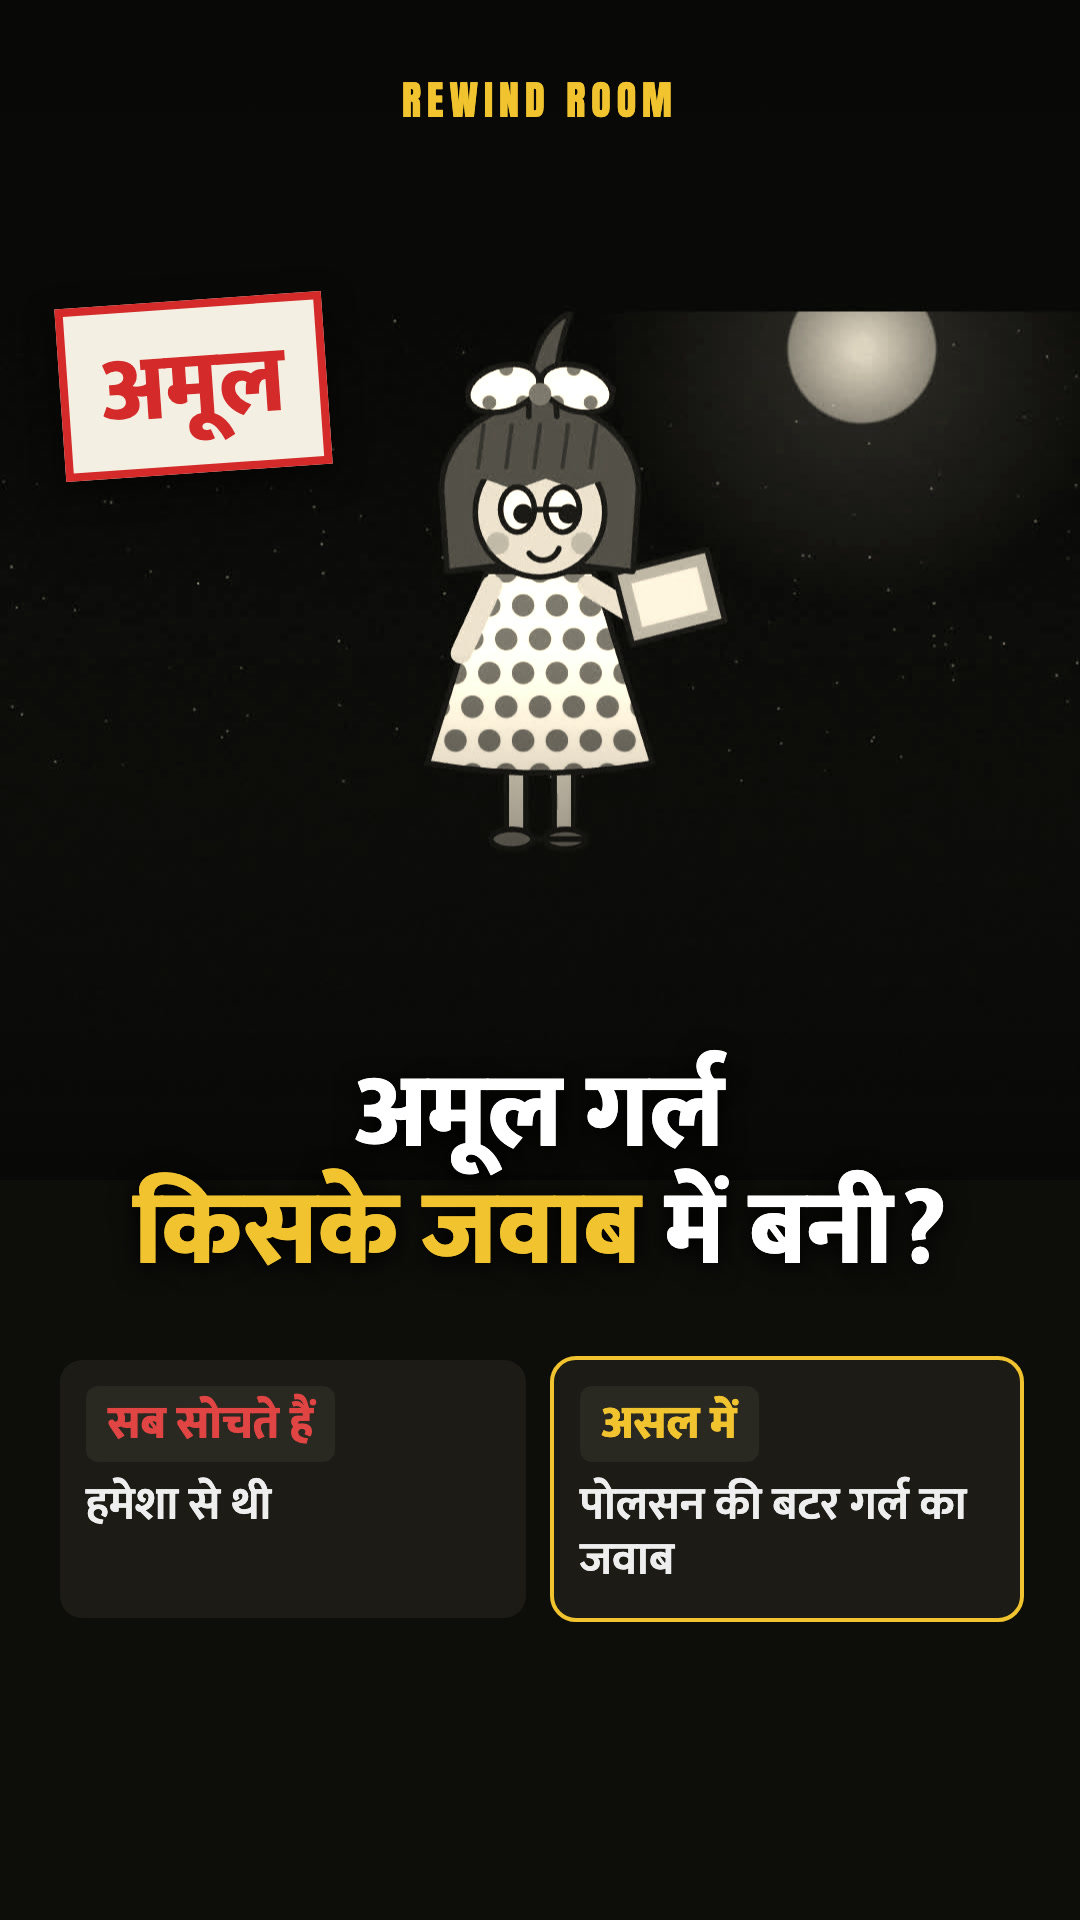 REWIND ROOM
अमूल
अमूल गर्ल
किसके जवाब में बनी?
सब सोचते हैं
हमेशा से थी
असल में
पोलसन की बटर गर्ल का
जवाब